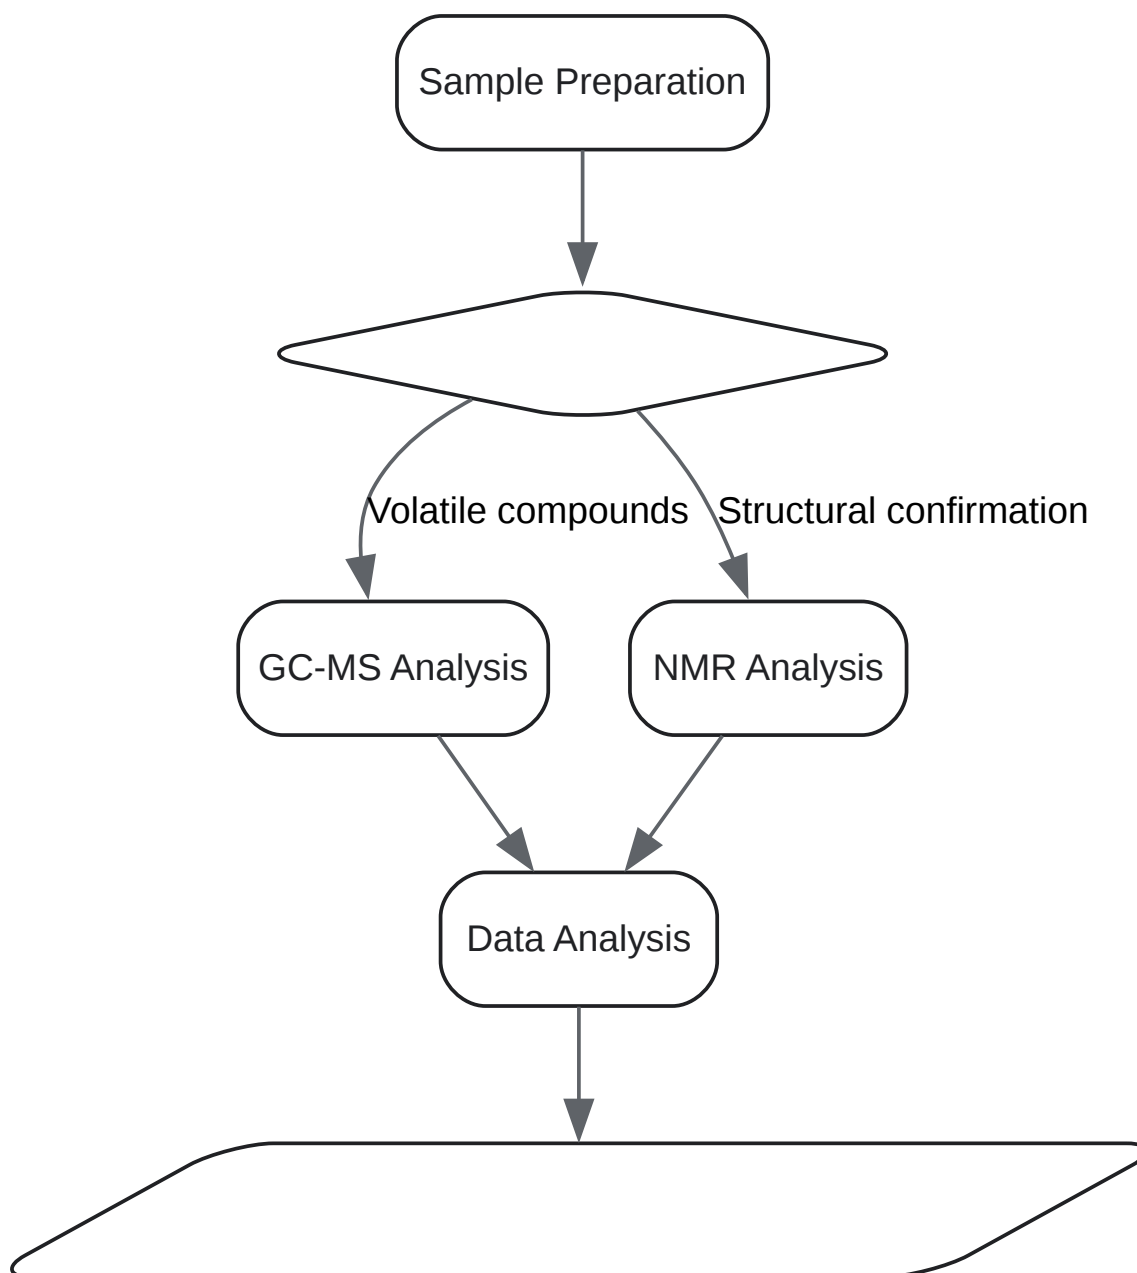 Sample Preparation
Volatile compounds
Structural confirmation
GC-MS Analysis
NMR Analysis
Data Analysis